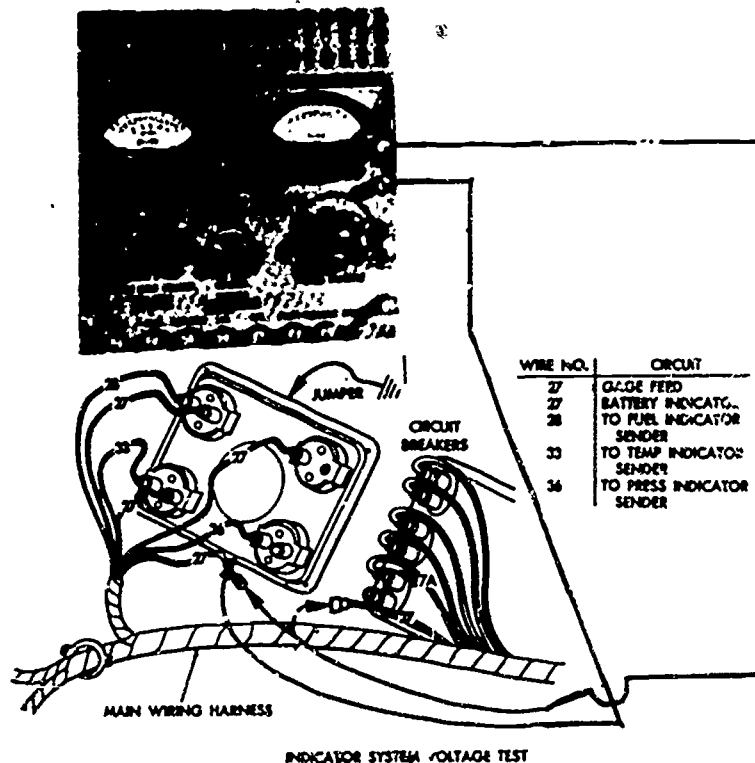 WIRE NO. CIRCUIT
27 GAGE FEED
27 BATTERY INDICATOR
28 TO FUEL INDICATOR
SENDER
33 TO TEMP INDICATOR
SENDER
36 TO PRESS INDICATOR
SENDER
JUMPER
CIRCUIT
BREAKERS
28
27
33
27
27
36
27
27A
27
MAIN WIRING HARNESS
INDICATOR SYSTEM VOLTAGE TEST